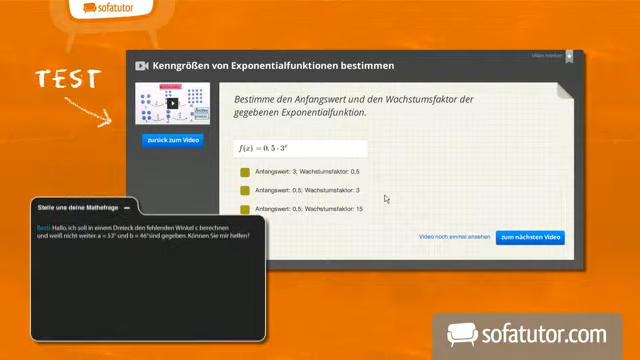 sofatutor
TEST
Kenngrößen von Exponentialfunktionen bestimmen
Video merken
zurück zum Video
Bestimme den Anfangswert und den Wachstumsfaktor der
gegebenen Exponentialfunktion.
f(x) = 0, 5 · 3ˣ
Anfangswert: 3; Wachstumsfaktor: 0,5
Anfangswert: 0,5; Wachstumsfaktor: 3
Anfangswert: 0,5; Wachstumsfaktor: 15
Video noch einmal ansehen
zum nächsten Video
Stelle uns deine Mathefrage
Basti: Hallo, ich soll in einem Dreieck den fehlenden Winkel c berechnen
und weiß nicht weiter. a = 53° und b = 46°sind gegeben. Können Sie mir helfen?
sofatutor.com